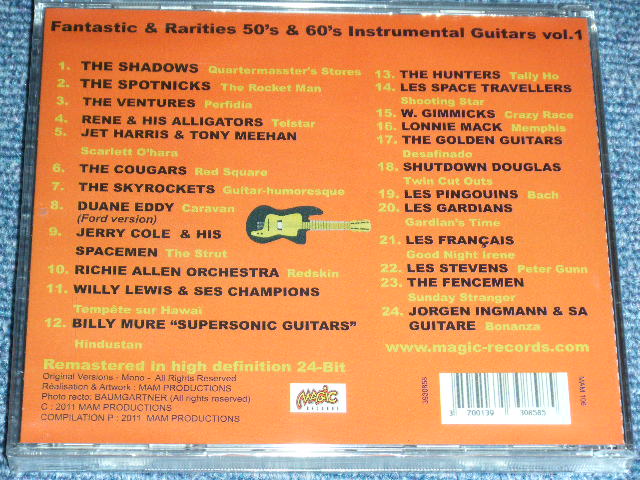 Fantastic & Rarities 50's & 60's Instrumental Guitars vol.1
1. THE SHADOWS Quartermasster's Stores
2. THE SPOTNICKS The Rocket Man
3. THE VENTURES Perfidia
4. RENE & HIS ALLIGATORS Telstar
5. JET HARRIS & TONY MEEHAN
Scarlett O'hara
6. THE COUGARS Red Square
7. THE SKYROCKETS Guitar-humoresque
8. DUANE EDDY Caravan
(Ford version)
9. JERRY COLE & HIS
SPACEMEN The Strut
10. RICHIE ALLEN ORCHESTRA Redskin
11. WILLY LEWIS & SES CHAMPIONS
Tempête sur Hawaï
12. BILLY MURE “SUPERSONIC GUITARS”
Hindustan
13. THE HUNTERS Tally Ho
14. LES SPACE TRAVELLERS
Shooting Star
15. W. GIMMICKS Crazy Race
16. LONNIE MACK Memphis
17. THE GOLDEN GUITARS
Desafinado
18. SHUTDOWN DOUGLAS
Twin Cut Outs
19. LES PINGOUINS Bach
20. LES GARDIANS
Gardian's Time
21. LES FRANÇAIS
Good Night Irene
22. LES STEVENS Peter Gunn
23. THE FENCEMEN
Sunday Stranger
24. JORGEN INGMANN & SA
GUITARE Bonanza
www.magic-records.com
Remastered in high definition 24-Bit
Original Versions - Mono - All Rights Reserved
Réalisation & Artwork : MAM PRODUCTIONS
Photo recto: BAUMGARTNER (All rights reserved)
C : 2011 MAM PRODUCTIONS
COMPILATION P : 2011 MAM PRODUCTIONS
MAGIC
RECORDS
3930858
3 700139 308585
MAM 106